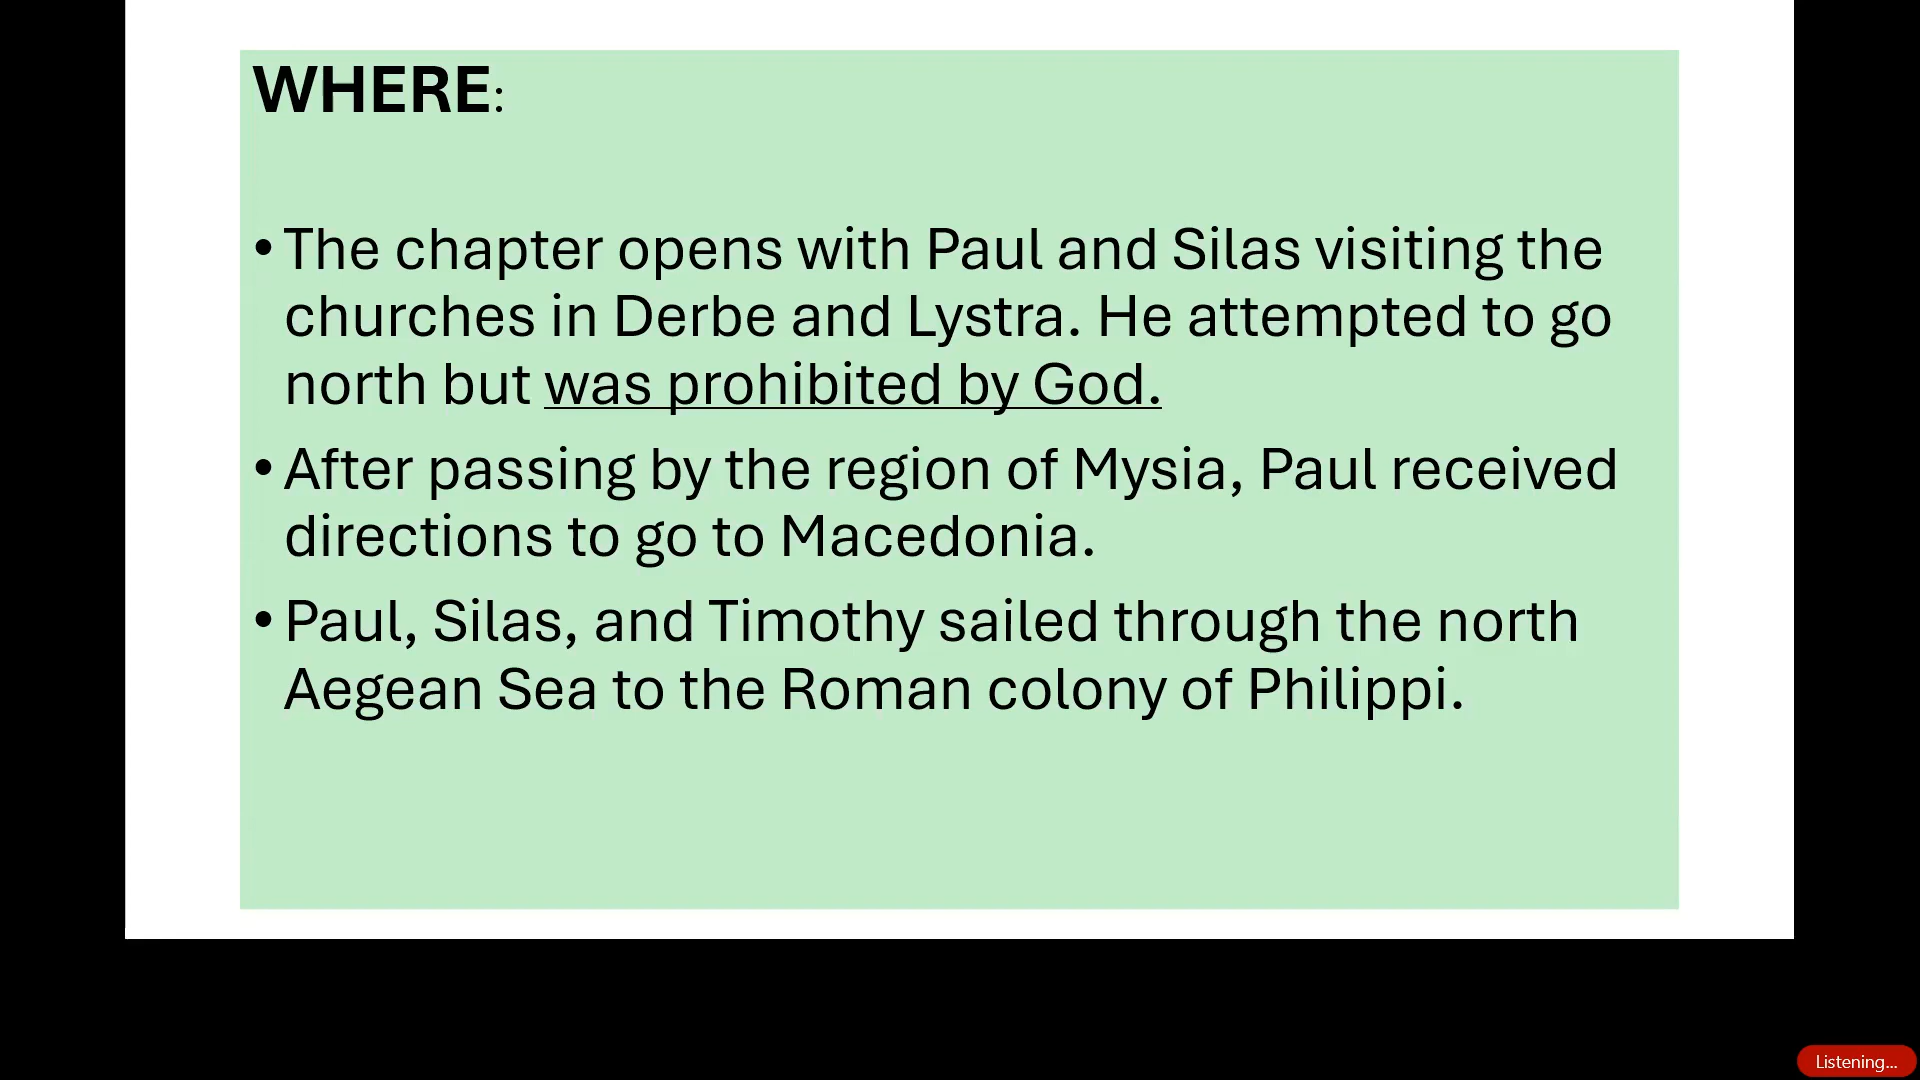 WHERE:
• The chapter opens with Paul and Silas visiting the
churches in Derbe and Lystra. He attempted to go
north but was prohibited by God.
• After passing by the region of Mysia, Paul received
directions to go to Macedonia.
• Paul, Silas, and Timothy sailed through the north
Aegean Sea to the Roman colony of Philippi.
Listening...